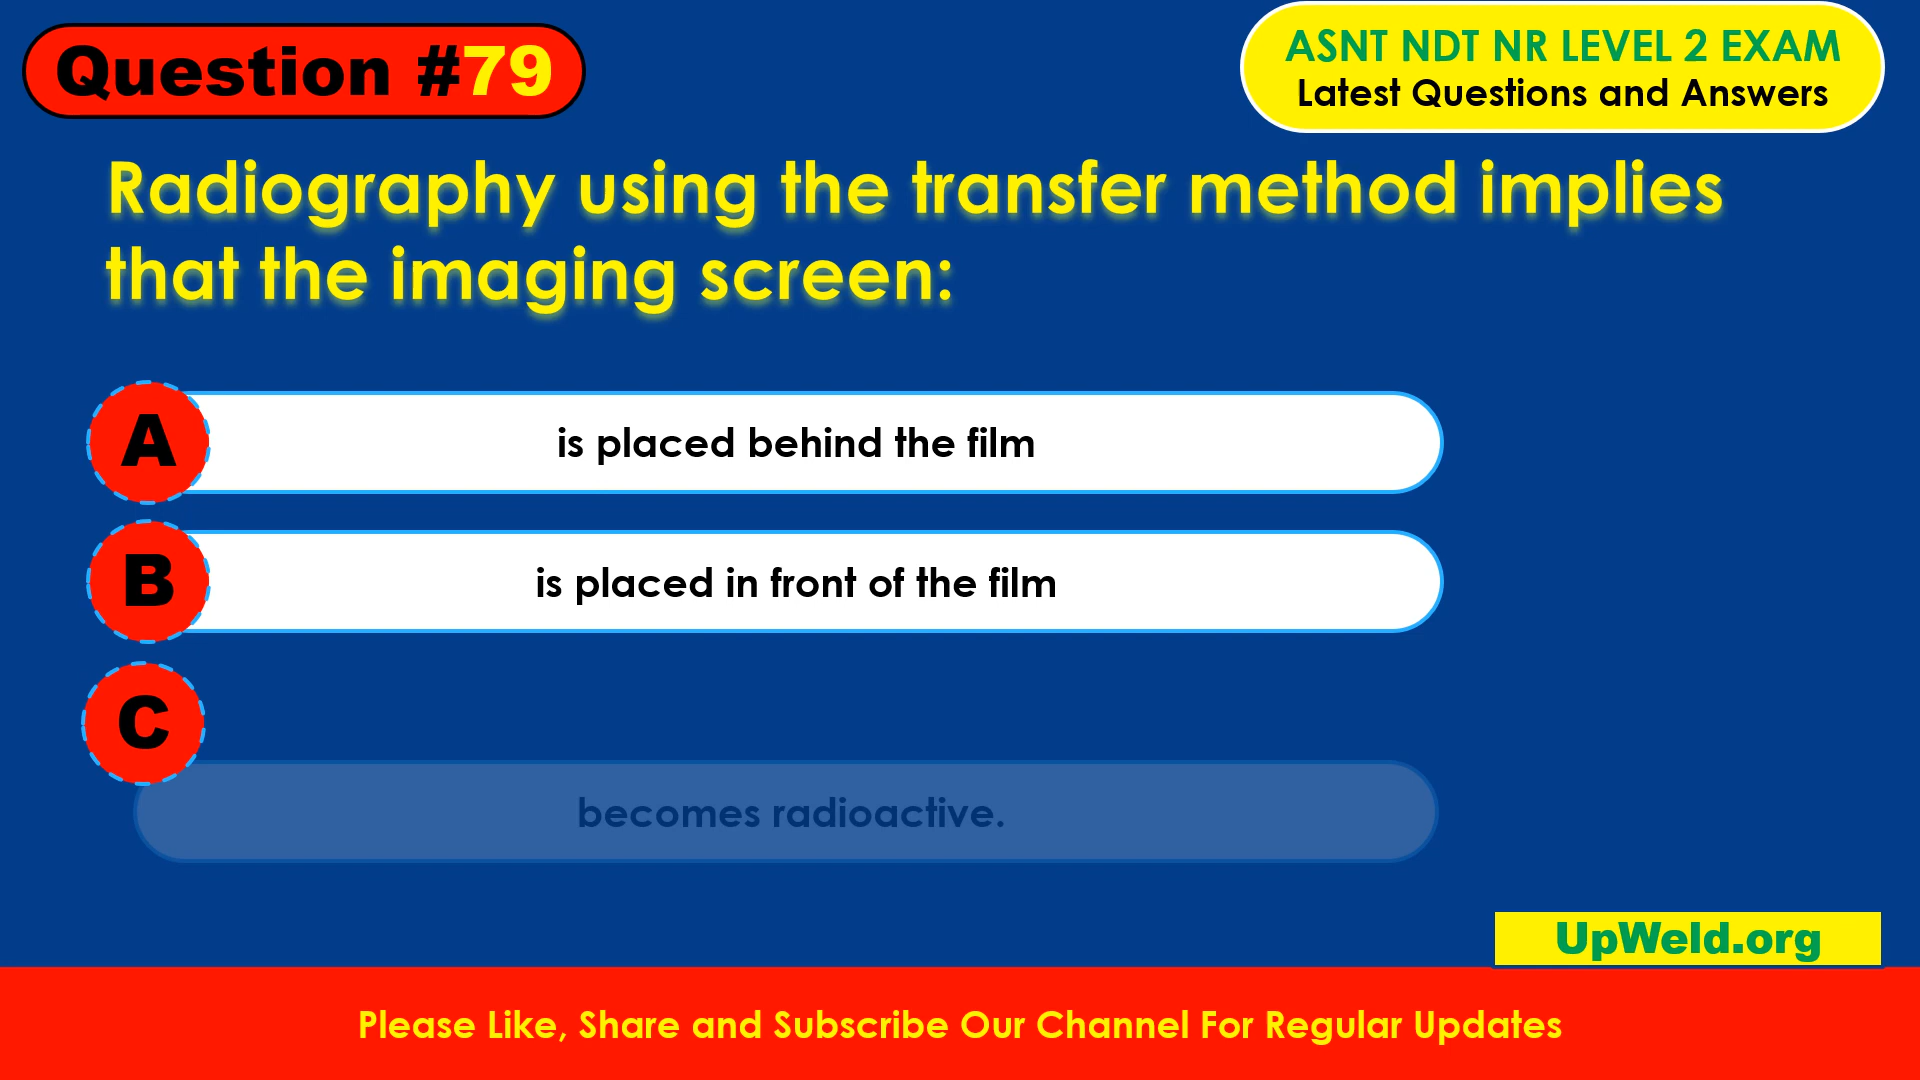 Question #79
ASNT NDT NR LEVEL 2 EXAM
Latest Questions and Answers
Radiography using the transfer method implies
that the imaging screen:
A
is placed behind the film
B
is placed in front of the film
C
becomes radioactive.
UpWeld.org
Please Like, Share and Subscribe Our Channel For Regular Updates